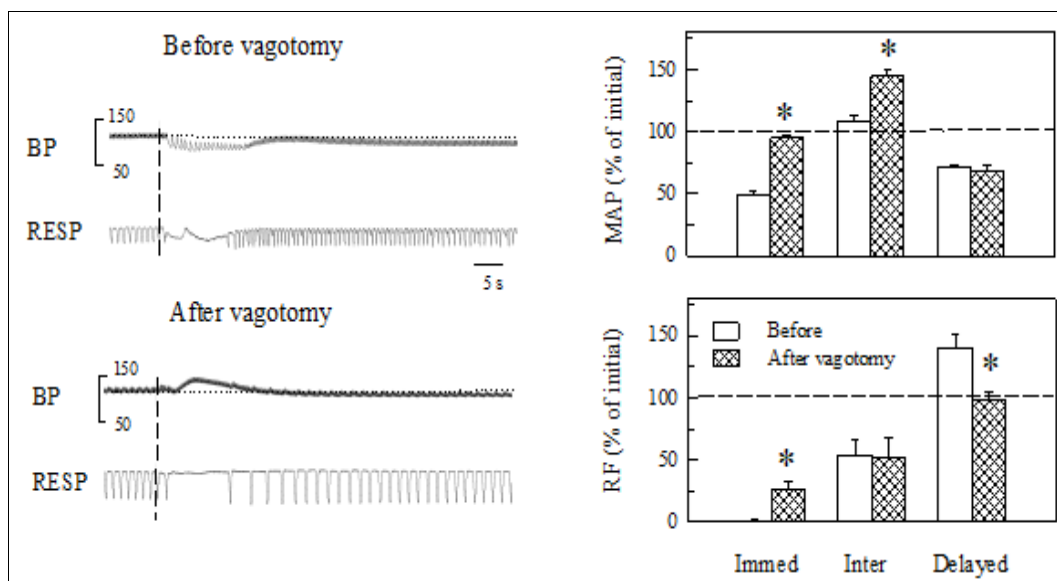 Before vagotomy
150
BP
50
RESP
5 s
After vagotomy
150
BP
50
RESP
MAP (% of initial)
150
100
50
0
*
*
RF (% of initial)
150
100
50
0
Before
After vagotomy
*
*
Immed Inter Delayed